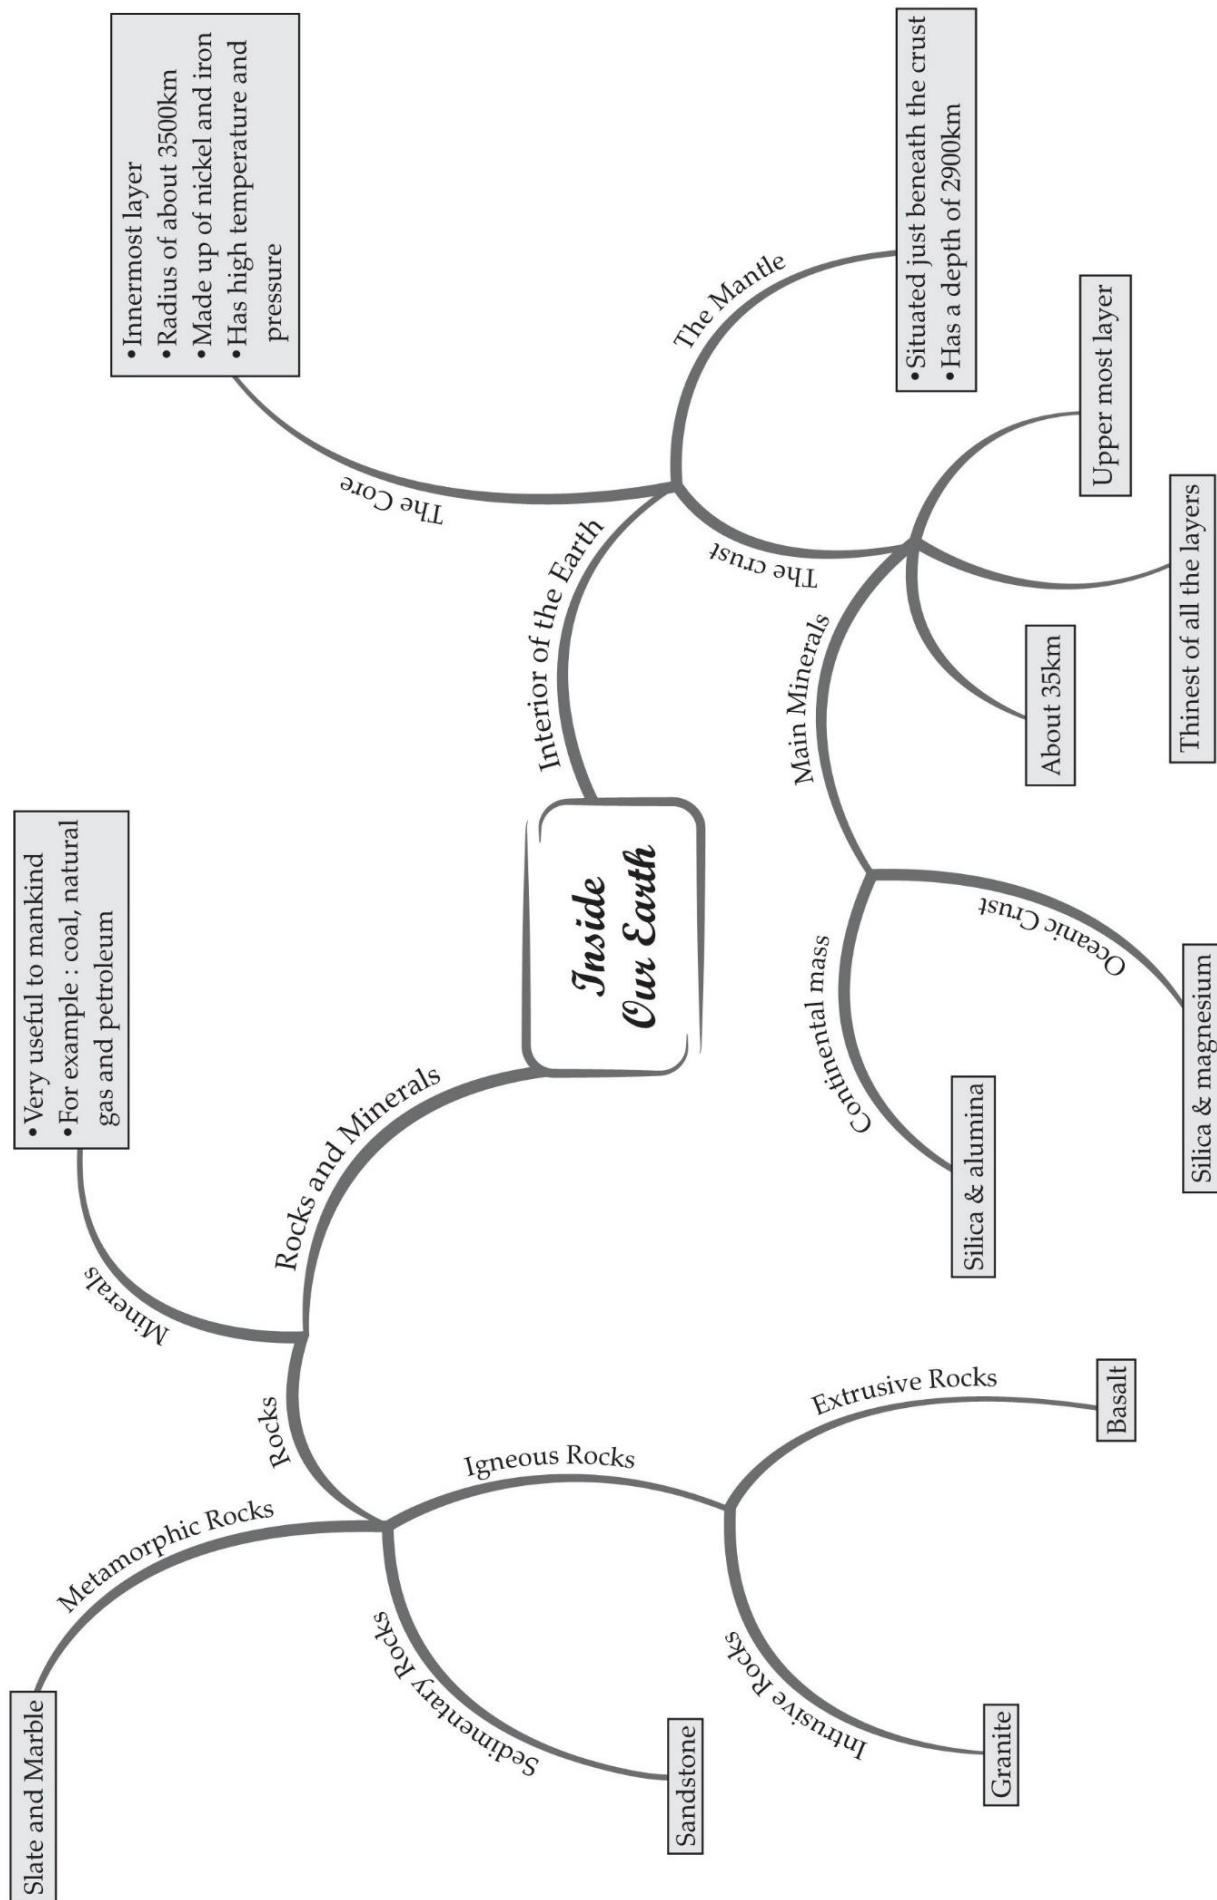 Inside
Our Earth
Interior of the Earth
The Core
•Innermost layer
•Radius of about 3500km
•Made up of nickel and iron
•Has high temperature and
pressure
The Mantle
•Situated just beneath the crust
•Has a depth of 2900km
The crust
Upper most layer
Thinest of all the layers
About 35km
Main Minerals
Continental mass
Silica & alumina
Oceanic Crust
Silica & magnesium
Rocks and Minerals
Minerals
•Very useful to mankind
•For example : coal, natural
gas and petroleum
Rocks
Metamorphic Rocks
Slate and Marble
Sedimentary Rocks
Sandstone
Igneous Rocks
Intrusive Rocks
Granite
Extrusive Rocks
Basalt